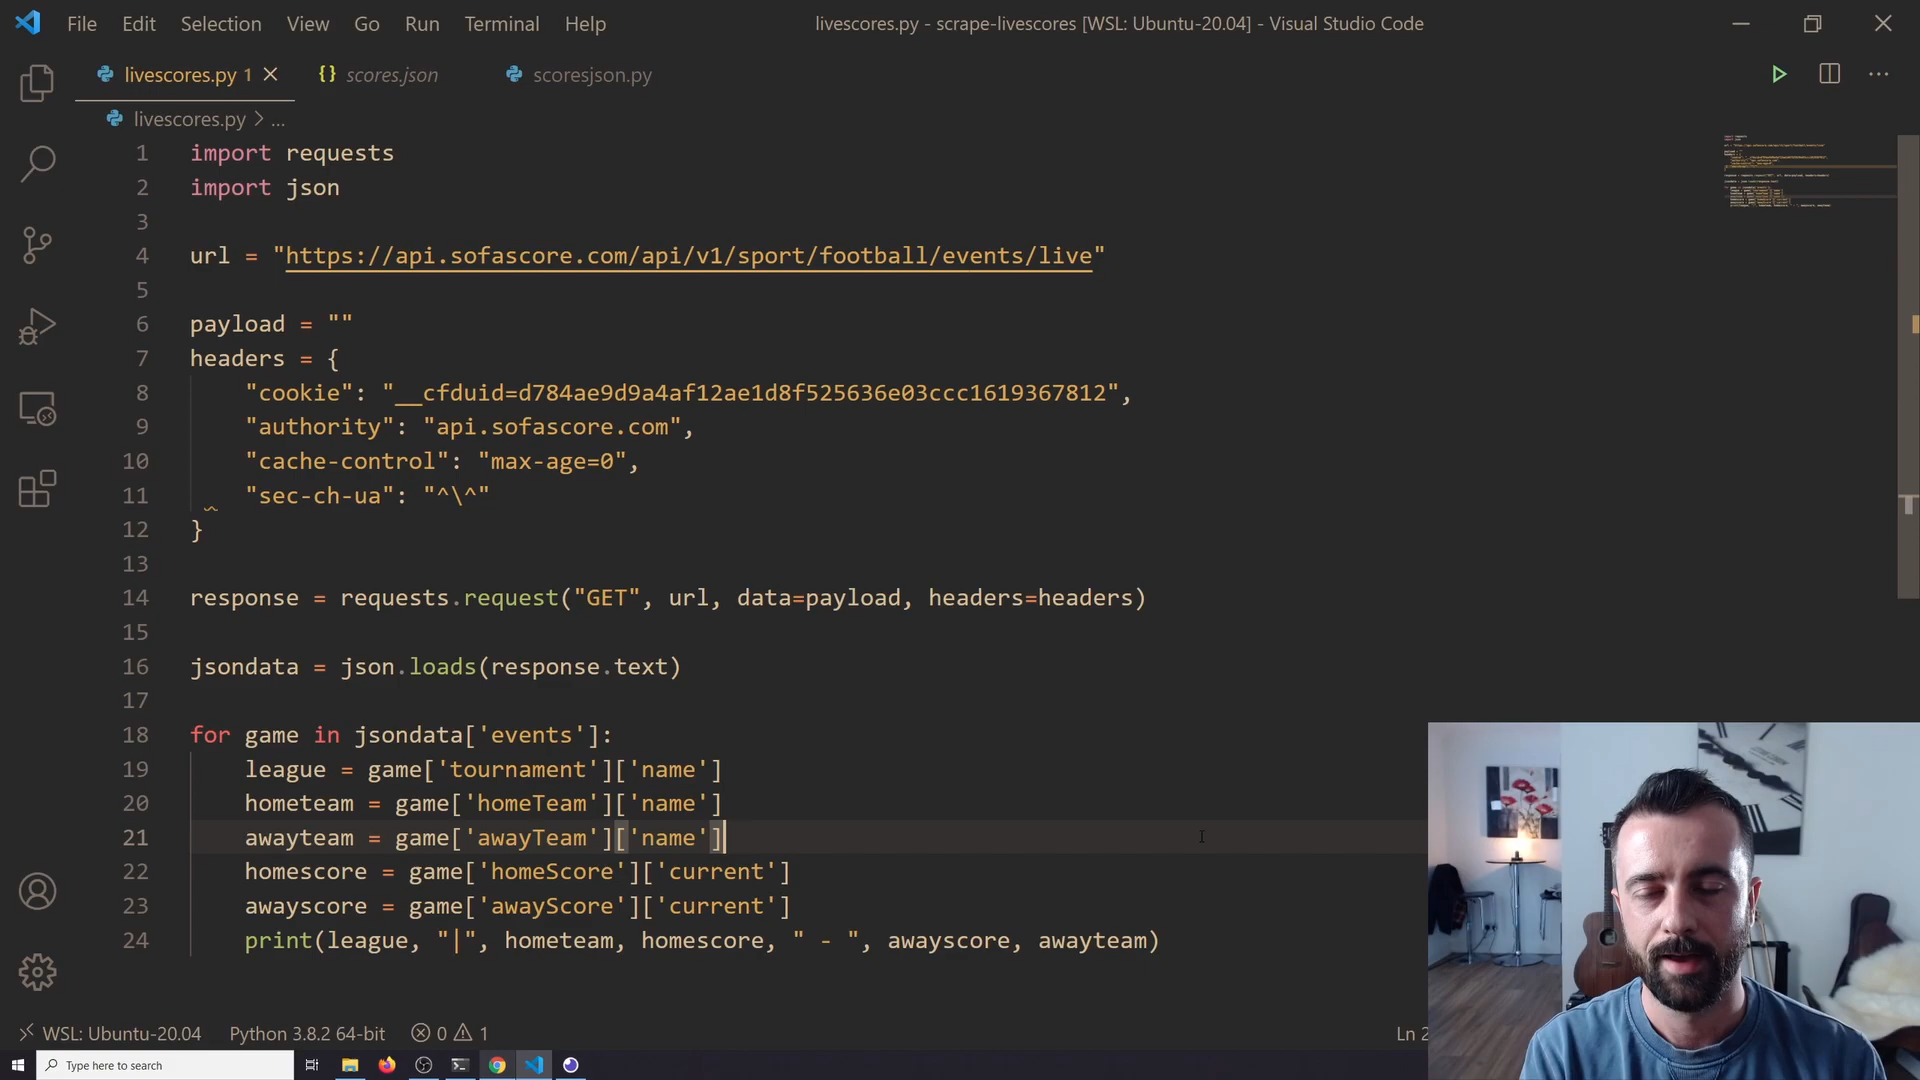 File Edit Selection View Go Run Terminal Help
livescores.py - scrape-livescores [WSL: Ubuntu-20.04] - Visual Studio Code
livescores.py 1
{} scores.json
scoresjson.py
livescores.py > ...
1 import requests
2 import json
3
4 url = "https://api.sofascore.com/api/v1/sport/football/events/live"
5
6 payload = ""
7 headers = {
8 "cookie": "__cfduid=d784ae9d9a4af12ae1d8f525636e03ccc1619367812",
9 "authority": "api.sofascore.com",
10 "cache-control": "max-age=0",
11 "sec-ch-ua": "^\^"
12 }
13
14 response = requests.request("GET", url, data=payload, headers=headers)
15
16 jsondata = json.loads(response.text)
17
18 for game in jsondata['events']:
19 league = game['tournament']['name']
20 hometeam = game['homeTeam']['name']
21 awayteam = game['awayTeam']['name']
22 homescore = game['homeScore']['current']
23 awayscore = game['awayScore']['current']
24 print(league, "|", hometeam, homescore, " - ", awayscore, awayteam)
WSL: Ubuntu-20.04 Python 3.8.2 64-bit 0 1
Ln 2
Type here to search